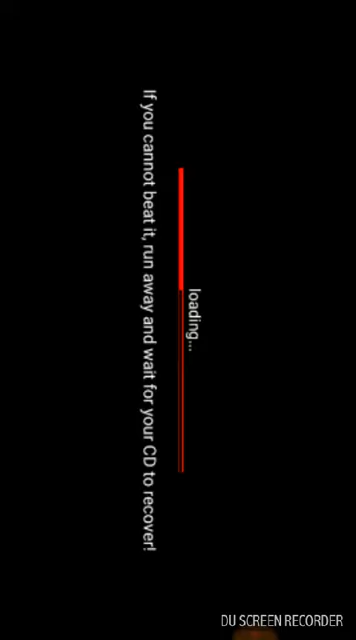 loading...
If you cannot beat it, run away and wait for your CD to recover!
DU SCREEN RECORDER